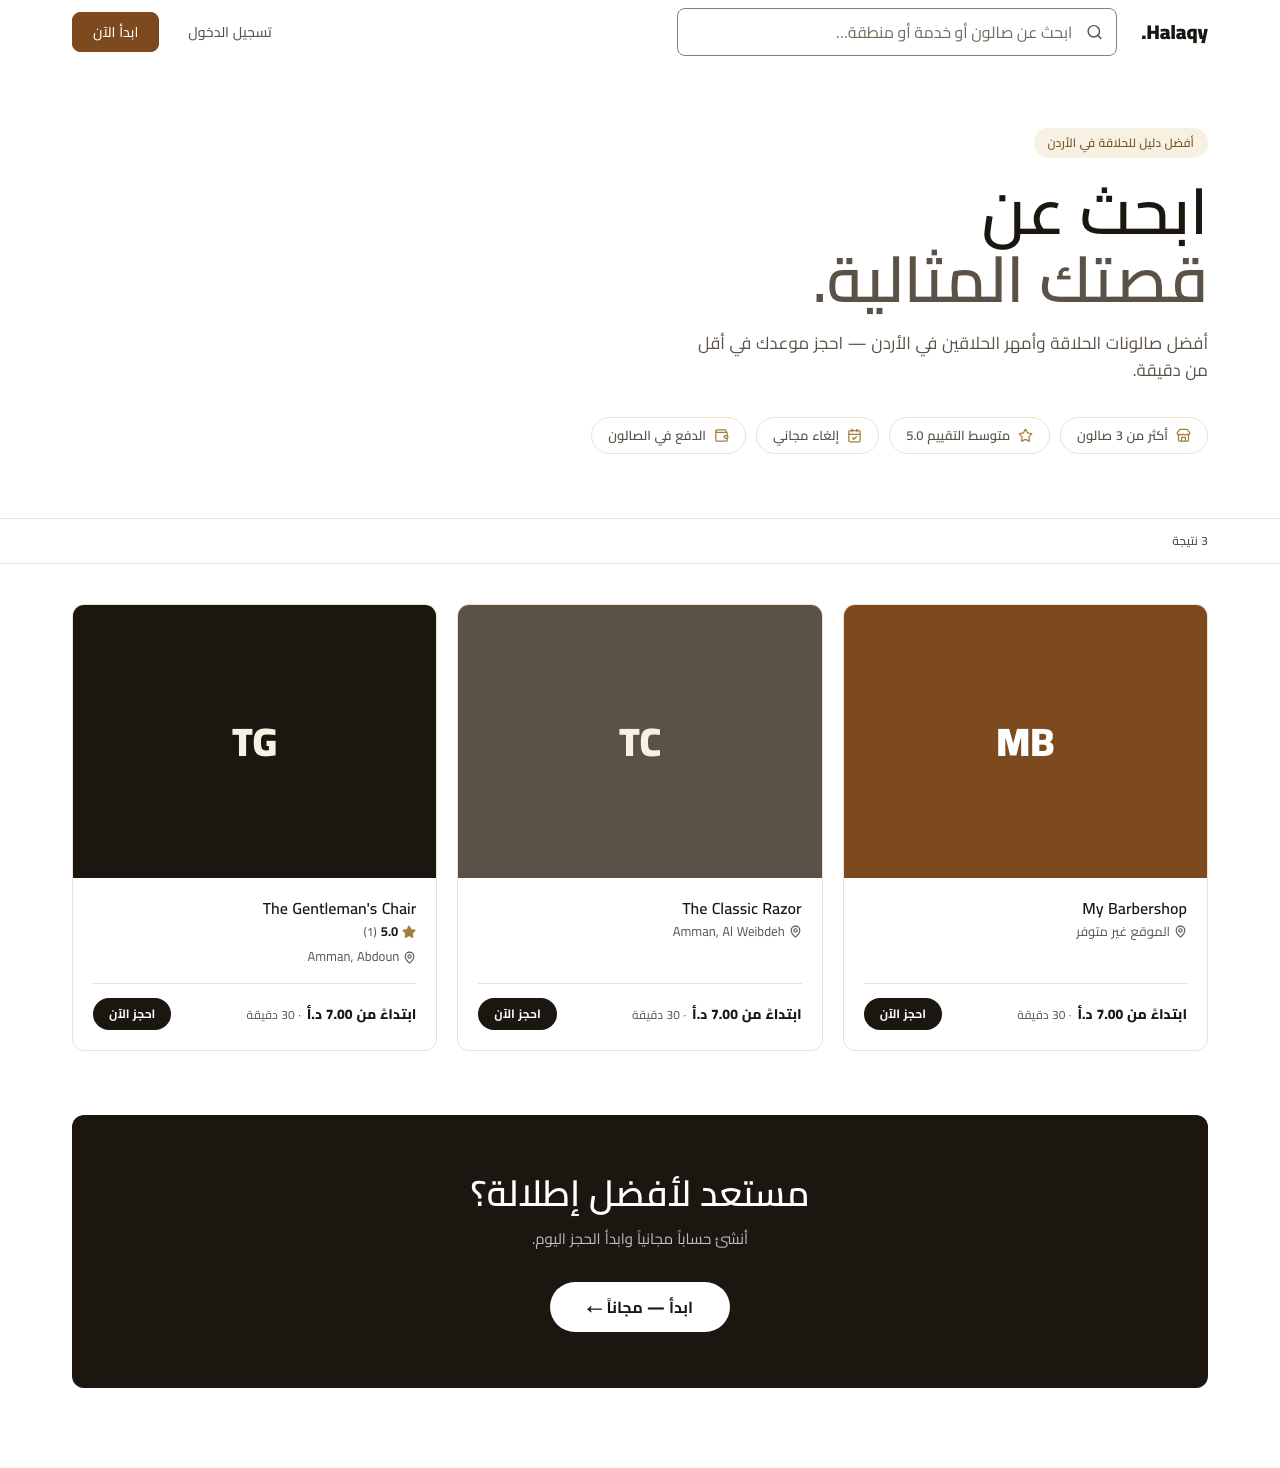 Halaqy.
ابحث عن صالون أو خدمة أو منطقة...
تسجيل الدخول
ابدأ الآن
أفضل دليل للحلاقة في الأردن
ابحث عن
قصتك المثالية.
أفضل صالونات الحلاقة وأمهر الحلاقين في الأردن — احجز موعدك في أقل
من دقيقة.
أكثر من 3 صالون
متوسط التقييم 5.0
إلغاء مجاني
الدفع في الصالون
3 نتيجة
MB
My Barbershop
الموقع غير متوفر
ابتداءً من 7.00 د.أ · 30 دقيقة
احجز الآن
TC
The Classic Razor
Amman, Al Weibdeh
ابتداءً من 7.00 د.أ · 30 دقيقة
احجز الآن
TG
The Gentleman's Chair
5.0 (1)
Amman, Abdoun
ابتداءً من 7.00 د.أ · 30 دقيقة
احجز الآن
مستعد لأفضل إطلالة؟
أنشئ حساباً مجانياً وابدأ الحجز اليوم.
ابدأ — مجاناً ←